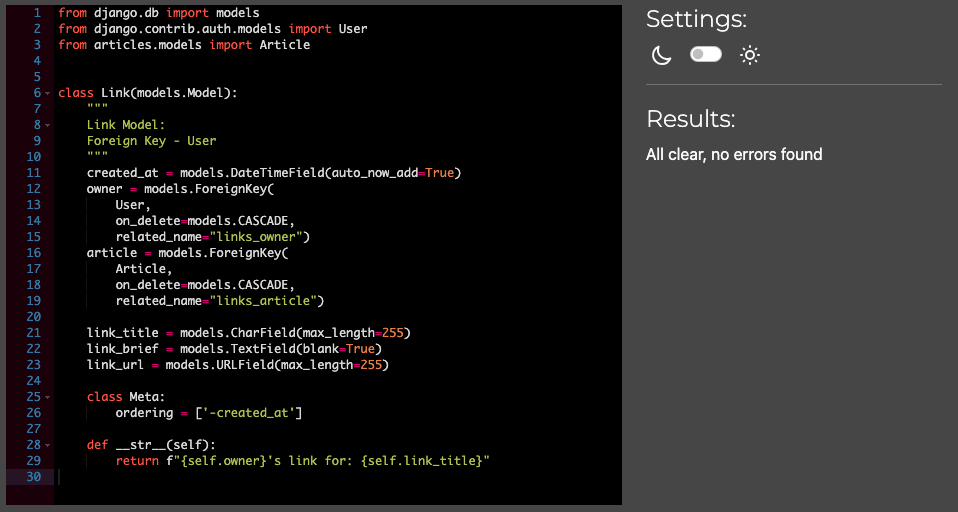 1 from django.db import models
2 from django.contrib.auth.models import User
3 from articles.models import Article
4
5
6 class Link(models.Model):
7     """
8     Link Model:
9     Foreign Key - User
10     """
11     created_at = models.DateTimeField(auto_now_add=True)
12     owner = models.ForeignKey(
13         User,
14         on_delete=models.CASCADE,
15         related_name="links_owner")
16     article = models.ForeignKey(
17         Article,
18         on_delete=models.CASCADE,
19         related_name="links_article")
20
21     link_title = models.CharField(max_length=255)
22     link_brief = models.TextField(blank=True)
23     link_url = models.URLField(max_length=255)
24
25     class Meta:
26         ordering = ['-created_at']
27
28     def __str__(self):
29         return f"{self.owner}'s link for: {self.link_title}"
30
Settings:
Results:
All clear, no errors found